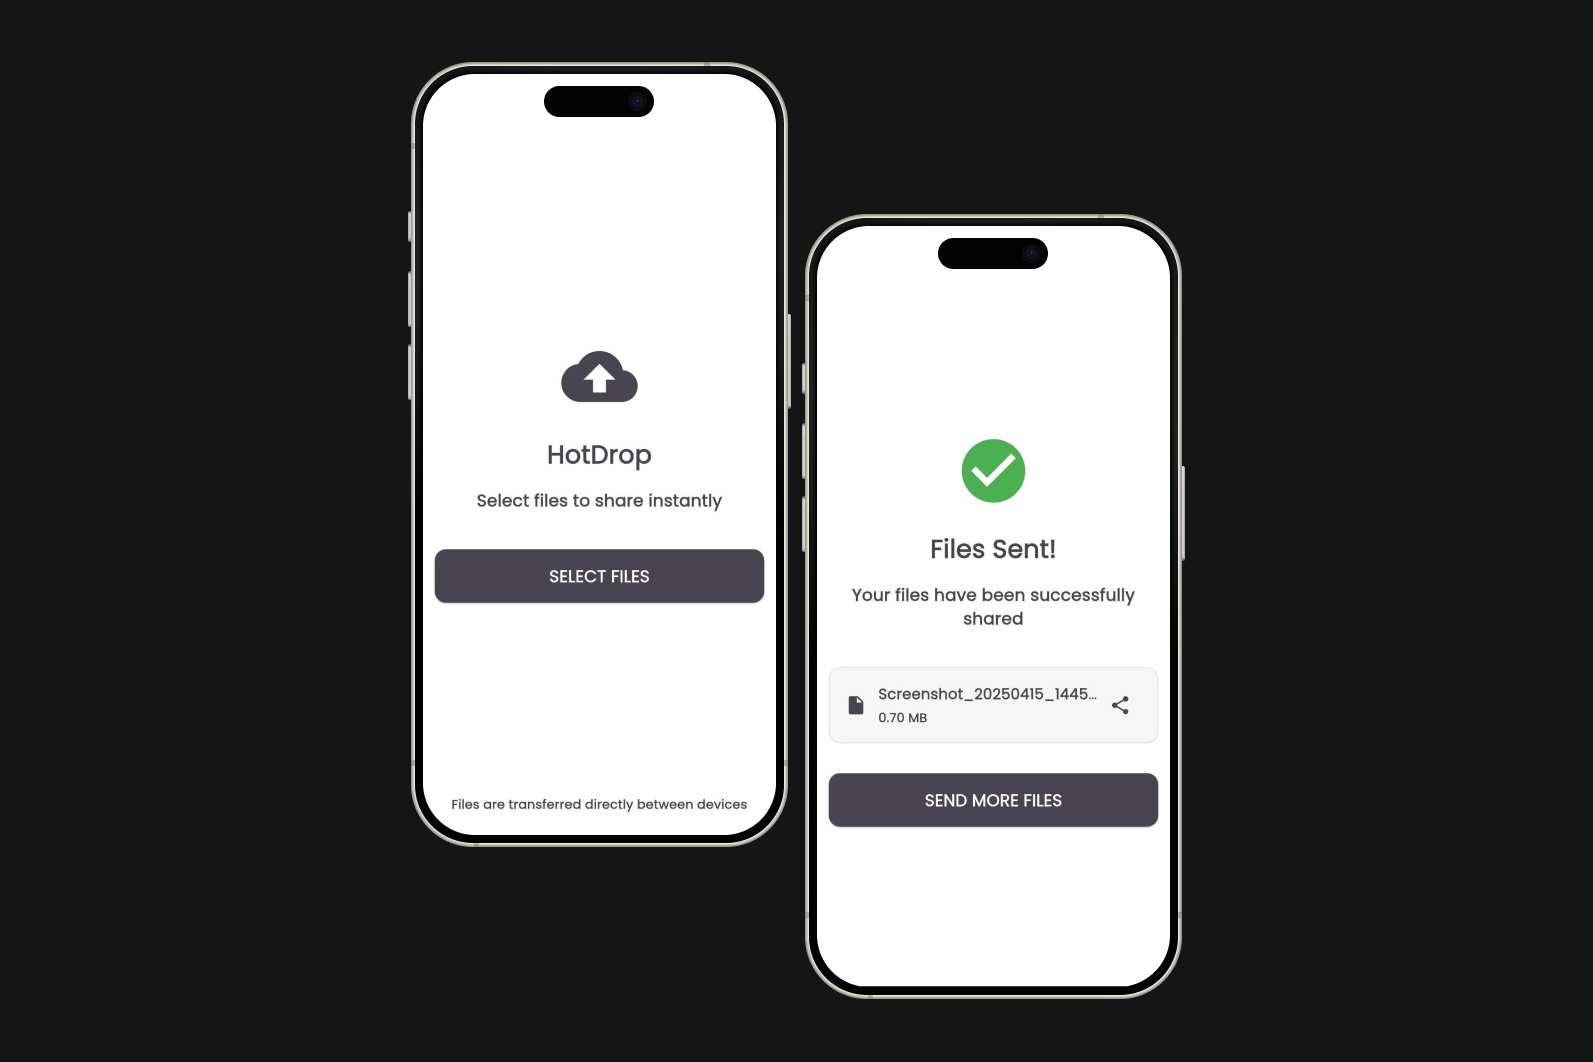 HotDrop
Select files to share instantly
SELECT FILES
Files are transferred directly between devices
Files Sent!
Your files have been successfully
shared
Screenshot_20250415_1445...
0.70 MB
SEND MORE FILES